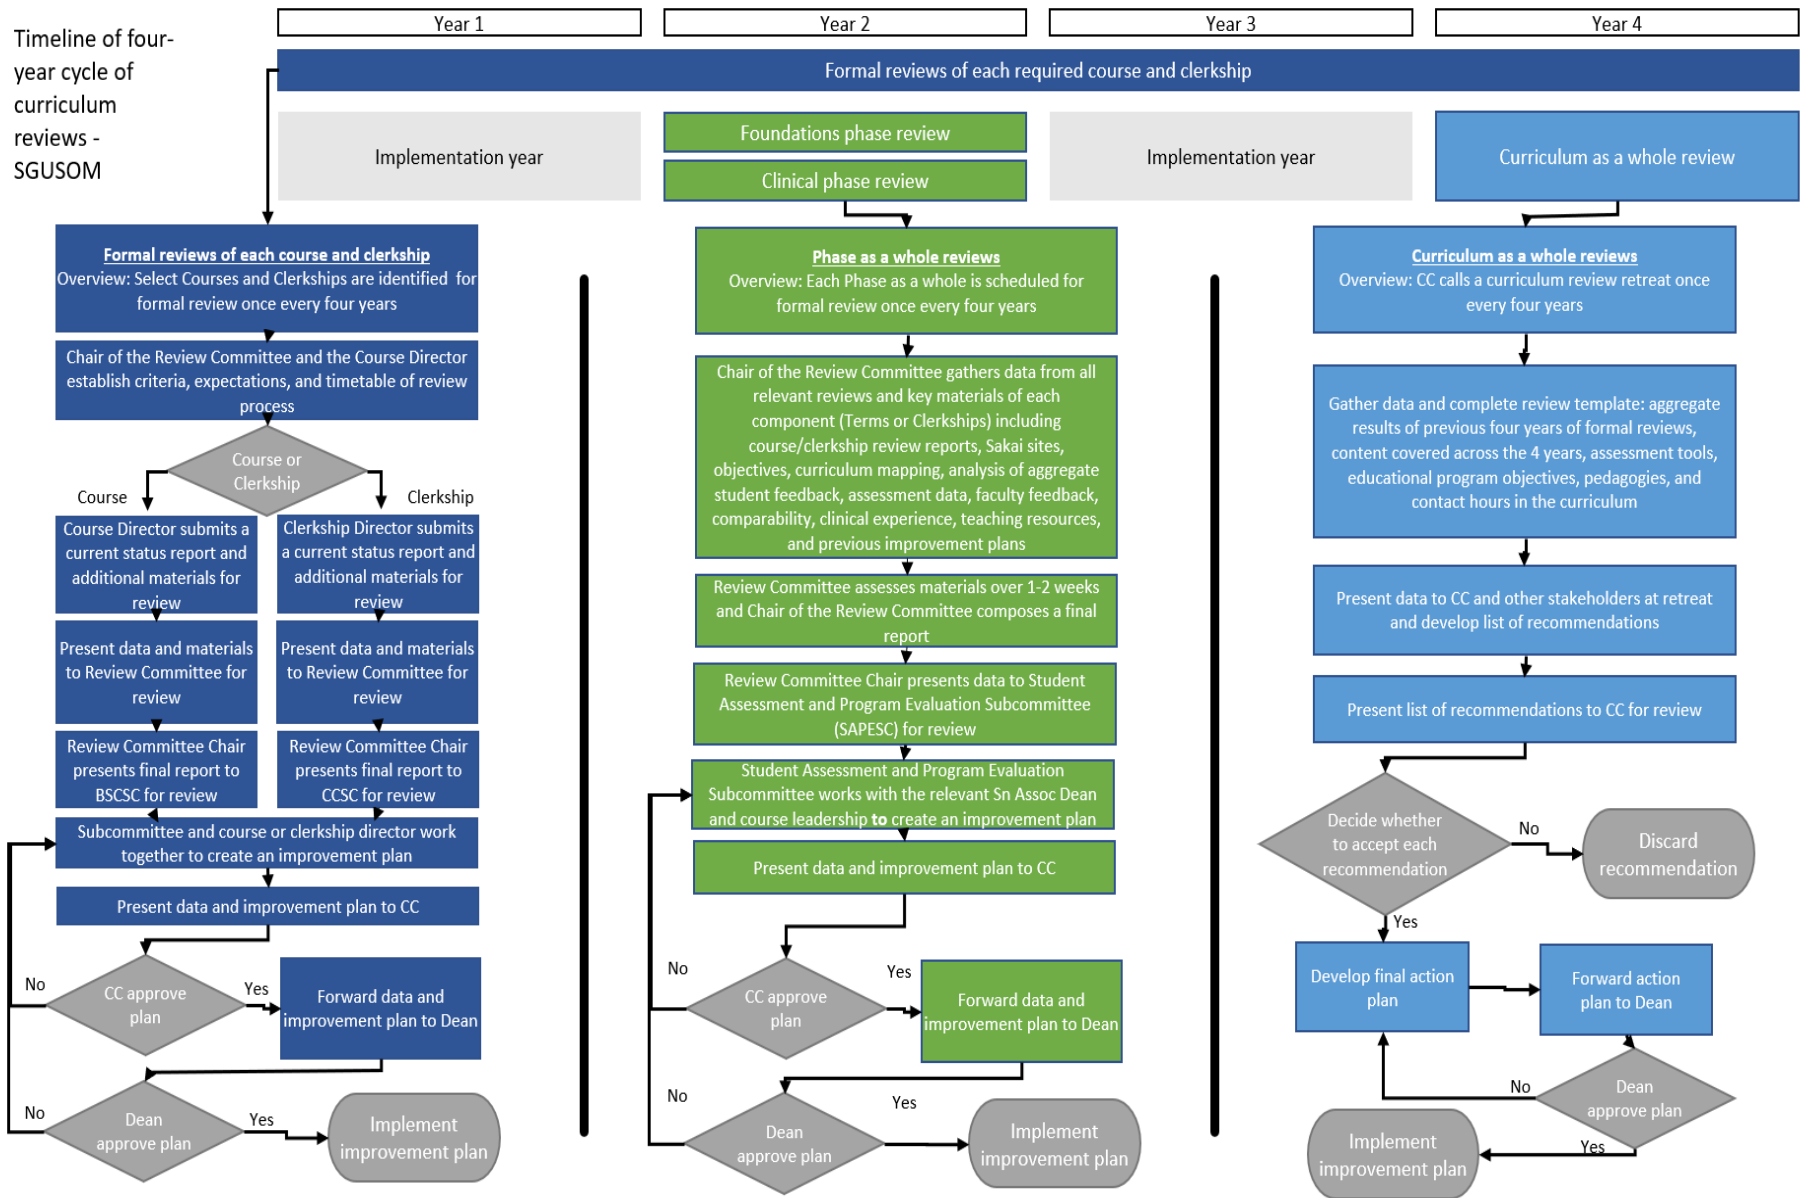 Timeline of four-
year cycle of
curriculum
reviews -
SGUSOM
Year 1
Year 2
Year 3
Year 4
Formal reviews of each required course and clerkship
Implementation year
Foundations phase review
Clinical phase review
Implementation year
Curriculum as a whole review
Formal reviews of each course and clerkship
Overview: Select Courses and Clerkships are identified for
formal review once every four years
Chair of the Review Committee and the Course Director
establish criteria, expectations, and timetable of review
process
Course or
Clerkship
Course
Clerkship
Course Director submits a
current status report and
additional materials for
review
Clerkship Director submits
a current status report and
additional materials for
review
Present data and materials
to Review Committee for
review
Present data and materials
to Review Committee for
review
Review Committee Chair
presents final report to
BSCSC for review
Review Committee Chair
presents final report to
CCSC for review
Subcommittee and course or clerkship director work
together to create an improvement plan
Present data and improvement plan to CC
No
CC approve
plan
Yes
Forward data and
improvement plan to Dean
No
Dean
approve plan
Yes
Implement
improvement plan
Phase as a whole reviews
Overview: Each Phase as a whole is scheduled for
formal review once every four years
Chair of the Review Committee gathers data from all
relevant reviews and key materials of each
component (Terms or Clerkships) including
course/clerkship review reports, Sakai sites,
objectives, curriculum mapping, analysis of aggregate
student feedback, assessment data, faculty feedback,
comparability, clinical experience, teaching resources,
and previous improvement plans
Review Committee assesses materials over 1-2 weeks
and Chair of the Review Committee composes a final
report
Review Committee Chair presents data to Student
Assessment and Program Evaluation Subcommittee
(SAPESC) for review
Student Assessment and Program Evaluation
Subcommittee works with the relevant Sn Assoc Dean
and course leadership to create an improvement plan
Present data and improvement plan to CC
No
CC approve
plan
Yes
Forward data and
improvement plan to Dean
No
Dean
approve plan
Yes
Implement
improvement plan
Curriculum as a whole reviews
Overview: CC calls a curriculum review retreat once
every four years
Gather data and complete review template: aggregate
results of previous four years of formal reviews,
content covered across the 4 years, assessment tools,
educational program objectives, pedagogies, and
contact hours in the curriculum
Present data to CC and other stakeholders at retreat
and develop list of recommendations
Present list of recommendations to CC for review
Decide whether
to accept each
recommendation
No
Discard
recommendation
Yes
Develop final action
plan
Forward action
plan to Dean
No
Dean
approve plan
Yes
Implement
improvement plan